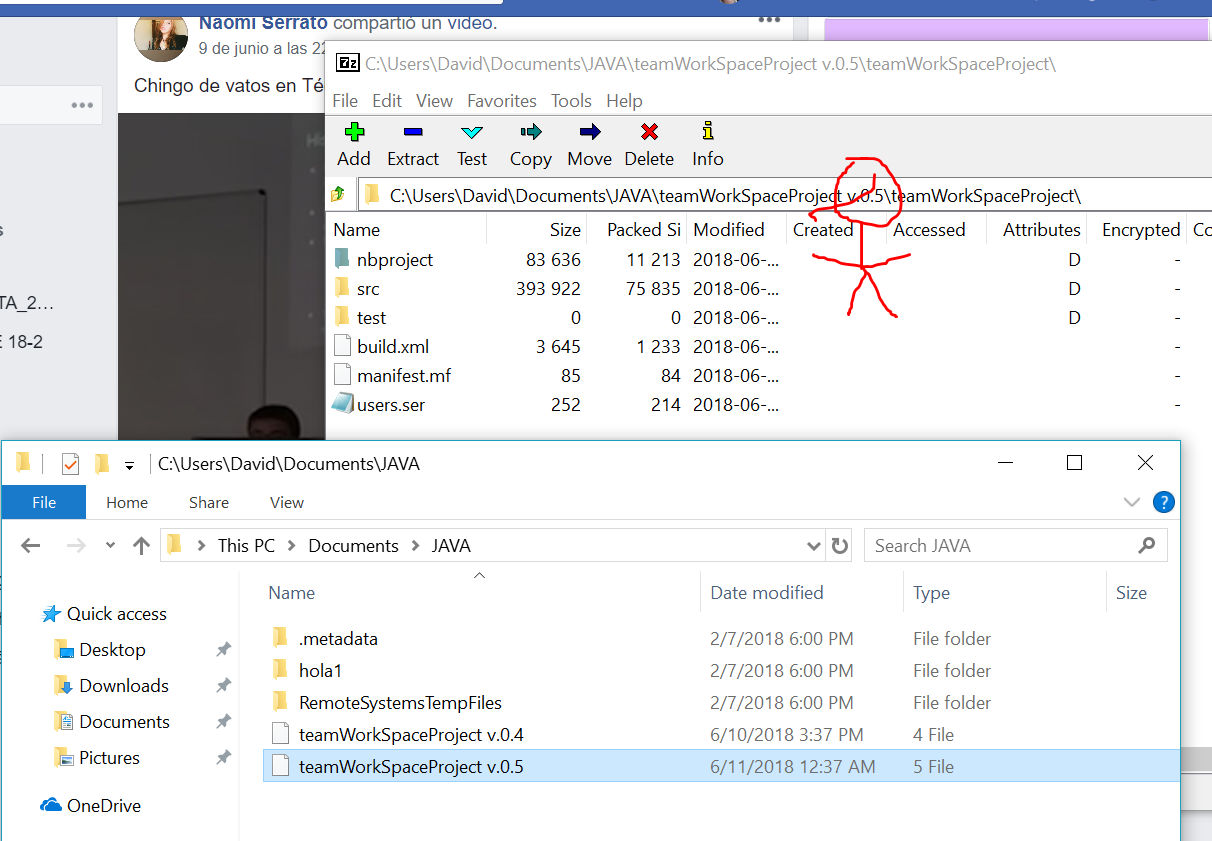 Naomi Serrato compartió un video.
9 de junio a las 22
Chingo de vatos en Té
TA_2...
E 18-2
C:\Users\David\Documents\JAVA\teamWorkSpaceProject v.0.5\teamWorkSpaceProject\
File Edit View Favorites Tools Help
Add Extract Test Copy Move Delete Info
C:\Users\David\Documents\JAVA\teamWorkSpaceProject v.0.5\teamWorkSpaceProject\
Name Size Packed Si Modified Created Accessed Attributes Encrypted Co
nbproject 83 636 11 213 2018-06-... D -
src 393 922 75 835 2018-06-... D -
test 0 0 2018-06-... D -
build.xml 3 645 1 233 2018-06-... -
manifest.mf 85 84 2018-06-... -
users.ser 252 214 2018-06-... -
C:\Users\David\Documents\JAVA
File Home Share View
This PC Documents JAVA
Search JAVA
Name Date modified Type Size
Quick access
Desktop
Downloads
Documents
Pictures
OneDrive
.metadata 2/7/2018 6:00 PM File folder
hola1 2/7/2018 6:00 PM File folder
RemoteSystemsTempFiles 2/7/2018 6:00 PM File folder
teamWorkSpaceProject v.0.4 6/10/2018 3:37 PM 4 File
teamWorkSpaceProject v.0.5 6/11/2018 12:37 AM 5 File